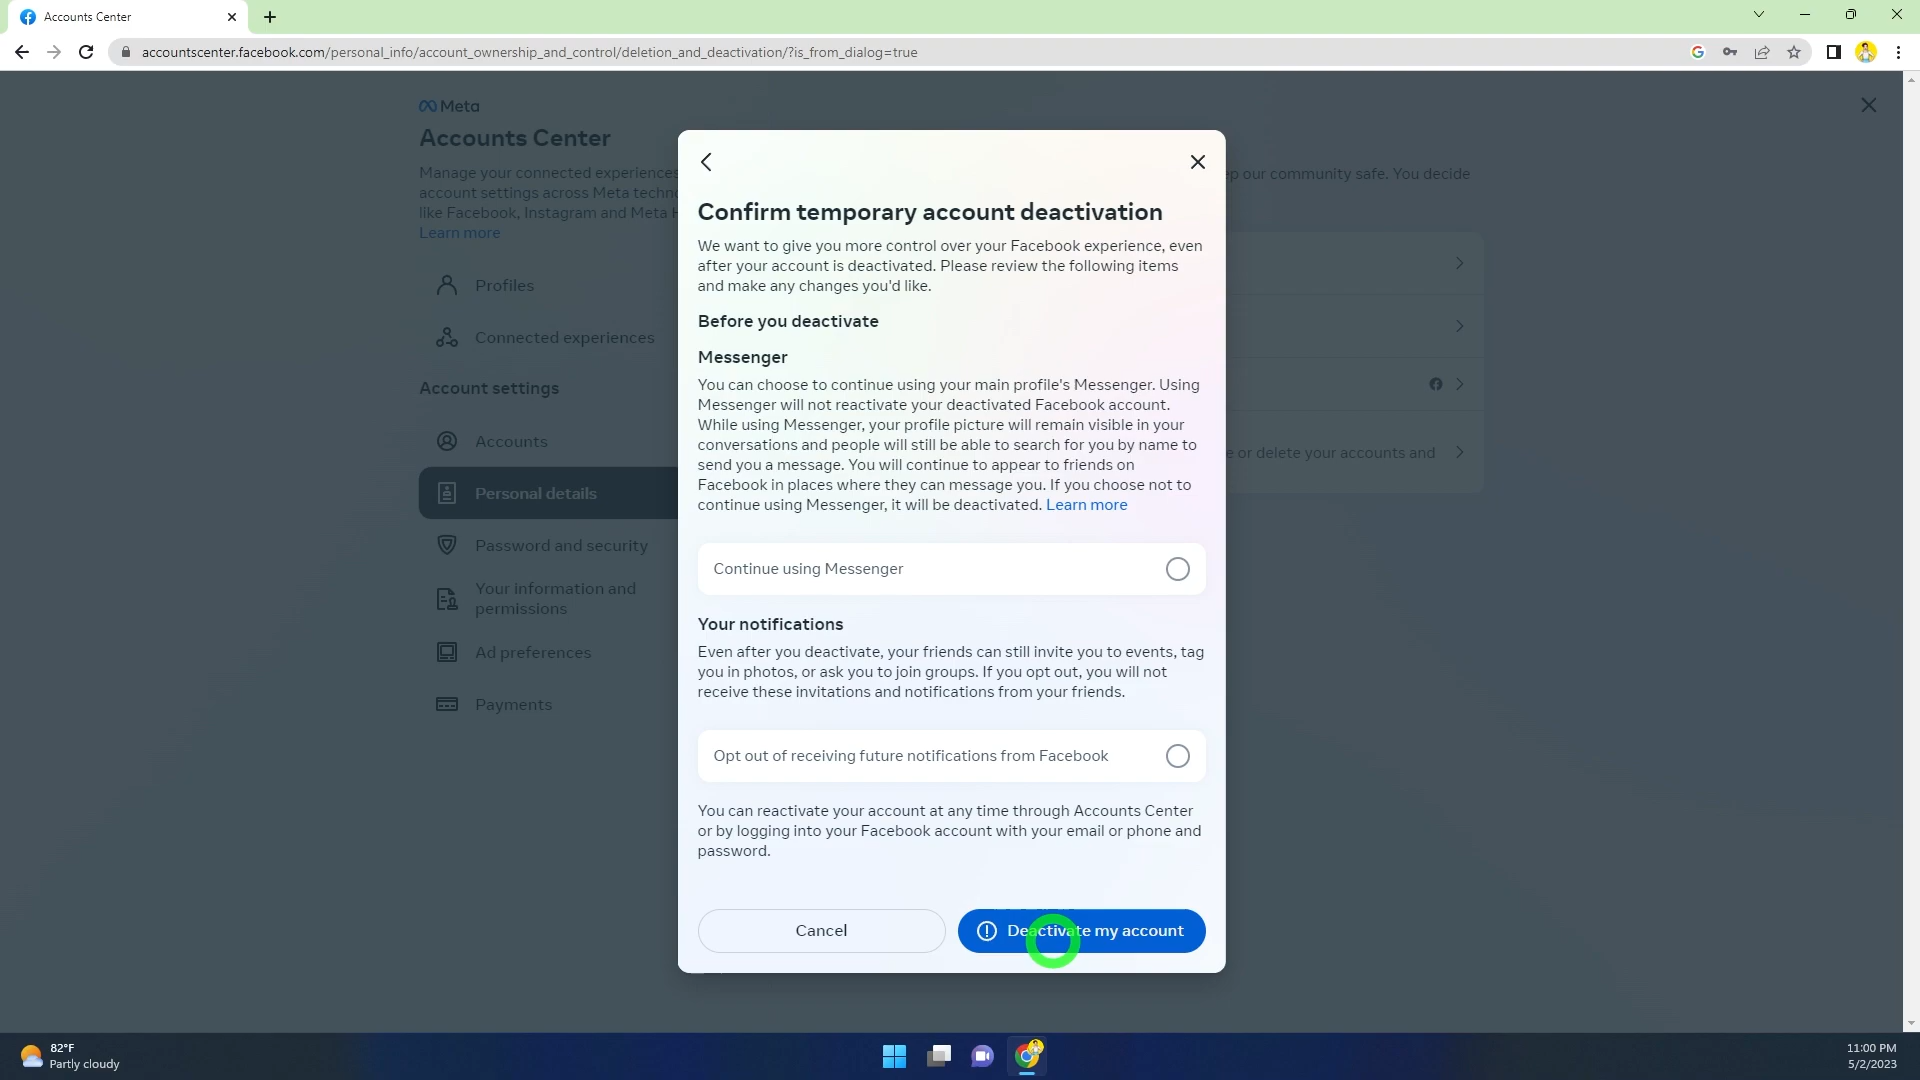 Accounts Center
accountscenter.facebook.com/personal_info/account_ownership_and_control/deletion_and_deactivation/?is_from_dialog=true
Meta
Accounts Center
Manage your connected experiences
account settings across Meta techn
like Facebook, Instagram and Meta H
Learn more
Profiles
Connected experiences
Account settings
Accounts
Personal details
Password and security
Your information and
permissions
Ad preferences
Payments
p our community safe. You decide
e or delete your accounts and
Confirm temporary account deactivation
We want to give you more control over your Facebook experience, even
after your account is deactivated. Please review the following items
and make any changes you'd like.
Before you deactivate
Messenger
You can choose to continue using your main profile's Messenger. Using
Messenger will not reactivate your deactivated Facebook account.
While using Messenger, your profile picture will remain visible in your
conversations and people will still be able to search for you by name to
send you a message. You will continue to appear to friends on
Facebook in places where they can message you. If you choose not to
continue using Messenger, it will be deactivated. Learn more
Continue using Messenger
Your notifications
Even after you deactivate, your friends can still invite you to events, tag
you in photos, or ask you to join groups. If you opt out, you will not
receive these invitations and notifications from your friends.
Opt out of receiving future notifications from Facebook
You can reactivate your account at any time through Accounts Center
or by logging into your Facebook account with your email or phone and
password.
Cancel
Deactivate my account
82°F
Partly cloudy
11:00 PM
5/2/2023